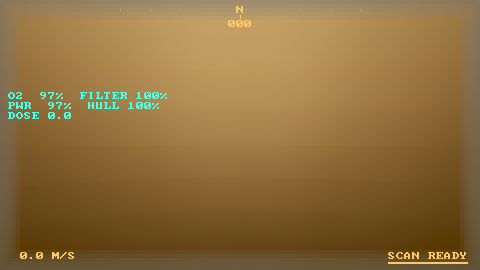 N
000
O2 97% FILTER 100%
PWR 97% HULL 100%
DOSE 0.0
0.0 M/S
SCAN READY